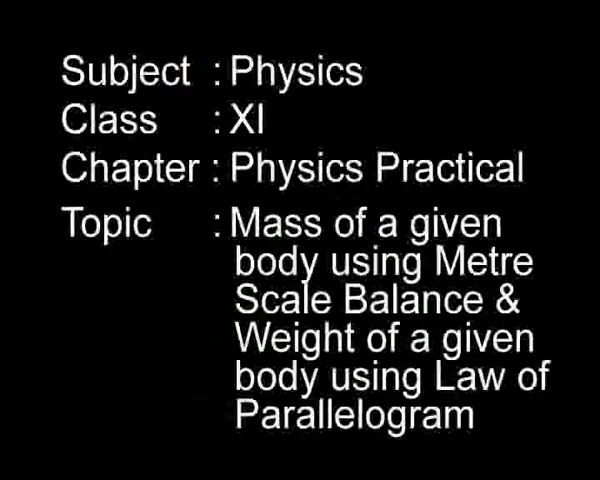 Subject : Physics
Class : XI
Chapter : Physics Practical
Topic : Mass of a given
body using Metre
Scale Balance &
Weight of a given
body using Law of
Parallelogram